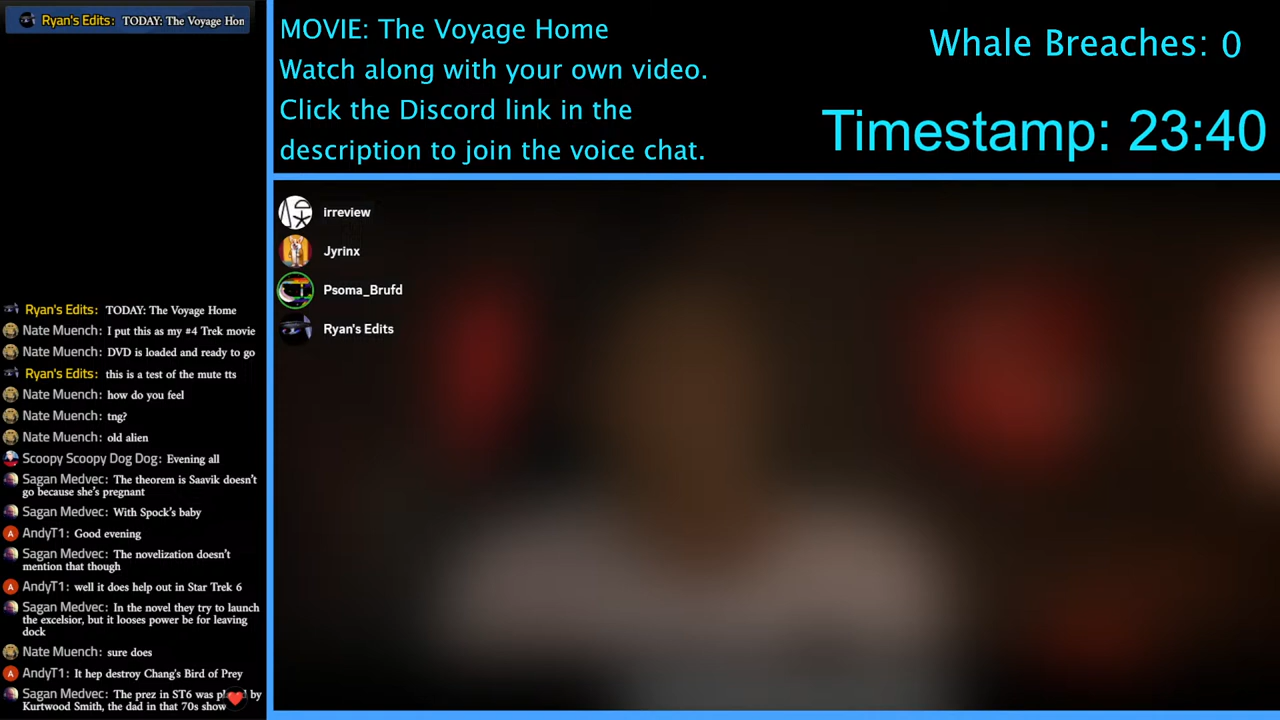 Ryan's Edits: TODAY: The Voyage Hon
MOVIE: The Voyage Home
Watch along with your own video.
Click the Discord link in the
description to join the voice chat.
Whale Breaches: 0
Timestamp: 23:40
irreview
Jyrinx
Psoma_Brufd
Ryan's Edits
Ryan's Edits: TODAY: The Voyage Home
Nate Muench: I put this as my #4 Trek movie
Nate Muench: DVD is loaded and ready to go
Ryan's Edits: this is a test of the mute tts
Nate Muench: how do you feel
Nate Muench: tng?
Nate Muench: old alien
Scoopy Scoopy Dog Dog: Evening all
Sagan Medvec: The theorem is Saavik doesn't
go because she's pregnant
Sagan Medvec: With Spock's baby
A AndyT1: Good evening
Sagan Medvec: The novelization doesn't
mention that though
A AndyT1: well it does help out in Star Trek 6
Sagan Medvec: In the novel they try to launch
the excelsior, but it looses power be for leaving
dock
Nate Muench: sure does
A AndyT1: It hep destroy Chang's Bird of Prey
Sagan Medvec: The prez in ST6 was by
Kurtwood Smith, the dad in that 70s show